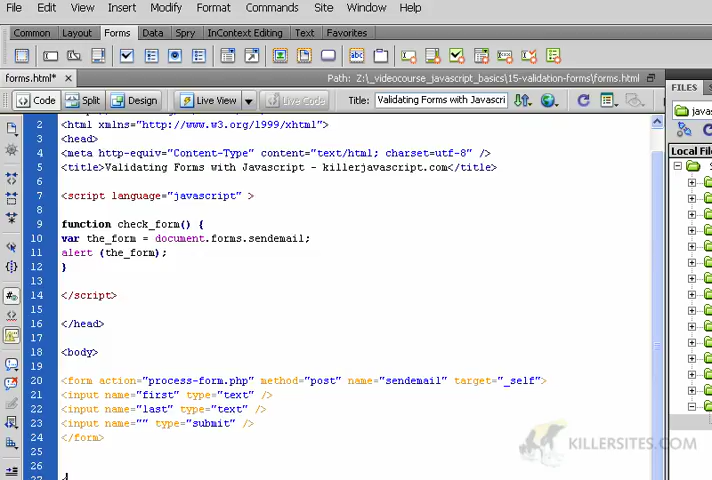 File Edit View Insert Modify Format Commands Site Window Help
Common Layout Forms Data Spry InContext Editing Text Favorites
abc
forms.html* × Path: Z:\_videocourse_javascript_basics\15-validation-forms\forms.html
FILES
Code Split Design Live View Live Code Title: Validating Forms with Javascri
javas
Local File
2 <html xmlns="http://www.w3.org/1999/xhtml">
3 <head>
4 <meta http-equiv="Content-Type" content="text/html; charset=utf-8" />
5 <title>Validating Forms with Javascript - killerjavascript.com</title>
6
7 <script language="javascript" >
8
9 function check_form() {
10 var the_form = document.forms.sendemail;
11 alert (the_form);
12 }
13
14 </script>
15
16 </head>
17
18 <body>
19
20 <form action="process-form.php" method="post" name="sendemail" target="_self">
21 <input name="first" type="text" />
22 <input name="last" type="text" />
23 <input name="" type="submit" />
24 </form>
25
26
27
KILLERSITES.COM